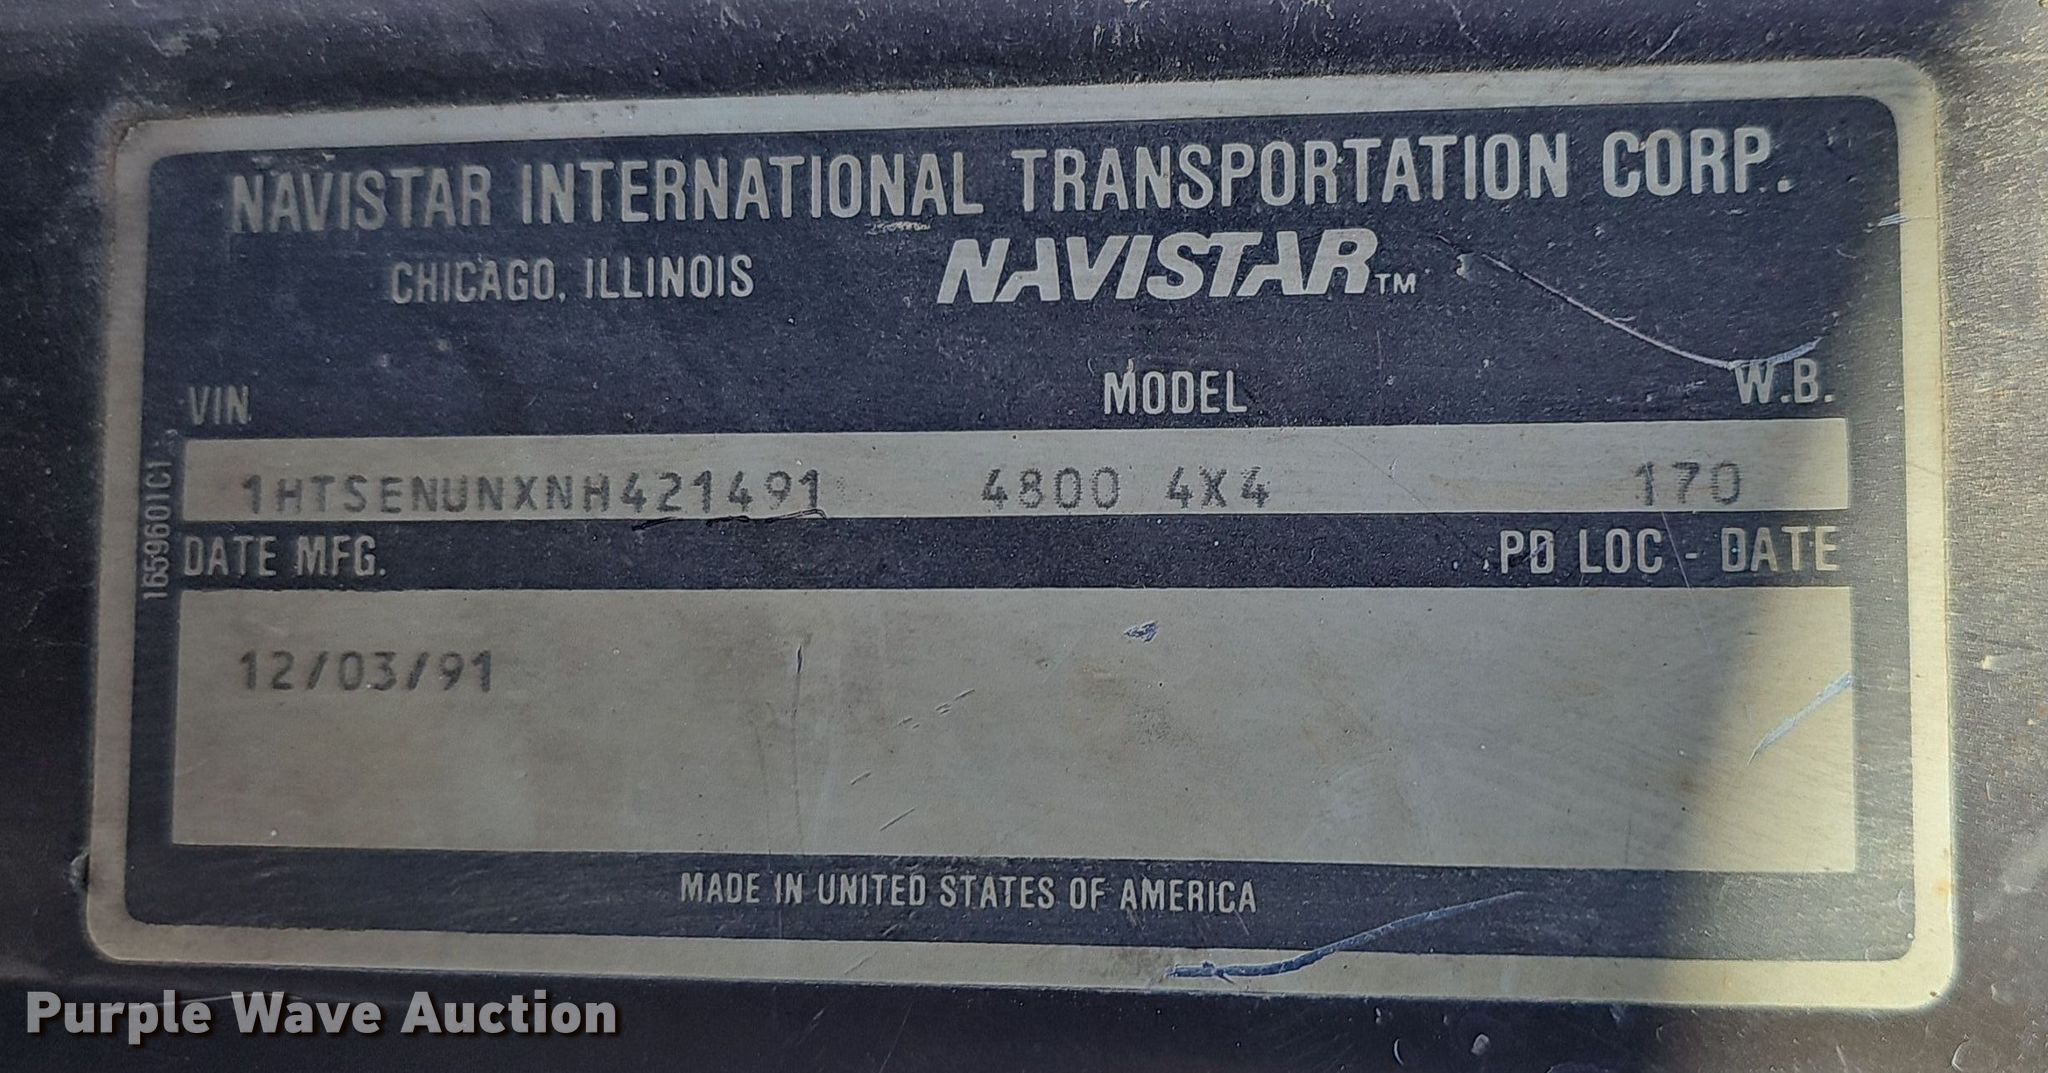 NAVISTAR INTERNATIONAL TRANSPORTATION CORP.
CHICAGO, ILLINOIS NAVISTAR™
VIN MODEL W.B.
1HTSENUNXNH421491 4800 4X4 170
DATE MFG. PD LOC - DATE
12/03/91
1659601C1
MADE IN UNITED STATES OF AMERICA
Purple Wave Auction